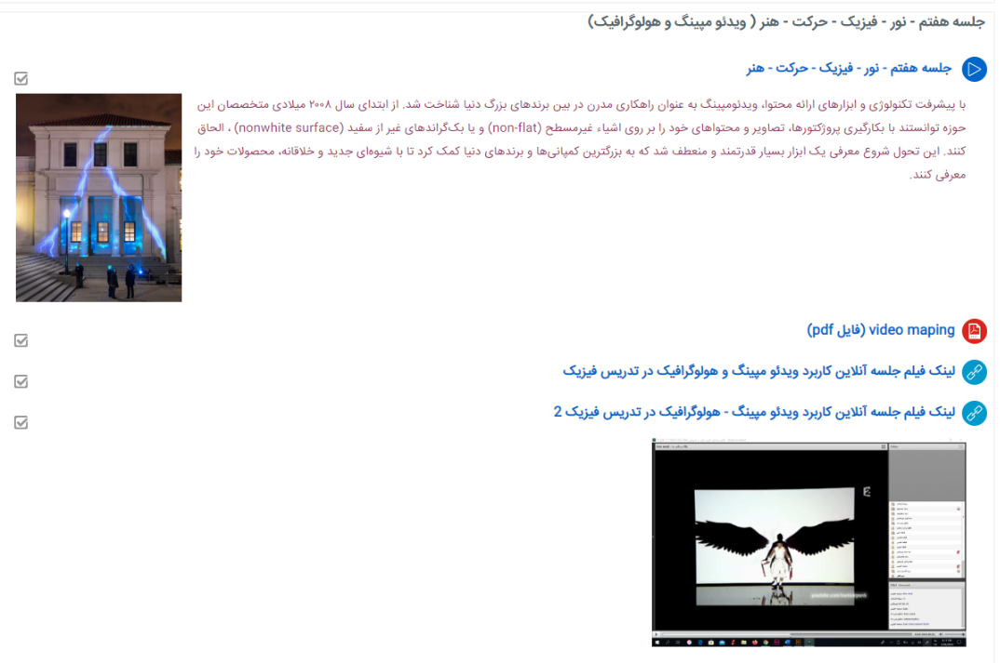 جلسه هفتم - نور - فیزیک - حرکت - هنر ( ویدئو مپینگ و هولوگرافیک)
جلسه هفتم - نور - فیزیک - حرکت - هنر
با پیشرفت تکنولوژی و ابزارهای ارائه محتوا، ویدئومپینگ به عنوان راهکاری مدرن در بین برندهای بزرگ دنیا شناخت شد. از ابتدای سال ۲۰۰۸ میلادی متخصصان این
حوزه توانستند با بکارگیری پروژکتورها، تصاویر و محتواهای خود را بر روی اشیاء غیرمسطح (non-flat) و یا بک‌گراندهای غیر از سفید (nonwhite surface) ، الحاق
کنند. این تحول شروع معرفی یک ابزار بسیار قدرتمند و منعطف شد که به بزرگترین کمپانی‌ها و برندهای دنیا کمک کرد تا با شیوه‌ای جدید و خلاقانه، محصولات خود را
معرفی کنند.
video maping (فایل pdf)
لینک فیلم جلسه آنلاین کاربرد ویدئو مپینگ و هولوگرافیک در تدریس فیزیک
لینک فیلم جلسه آنلاین کاربرد ویدئو مپینگ - هولوگرافیک در تدریس فیزیک 2